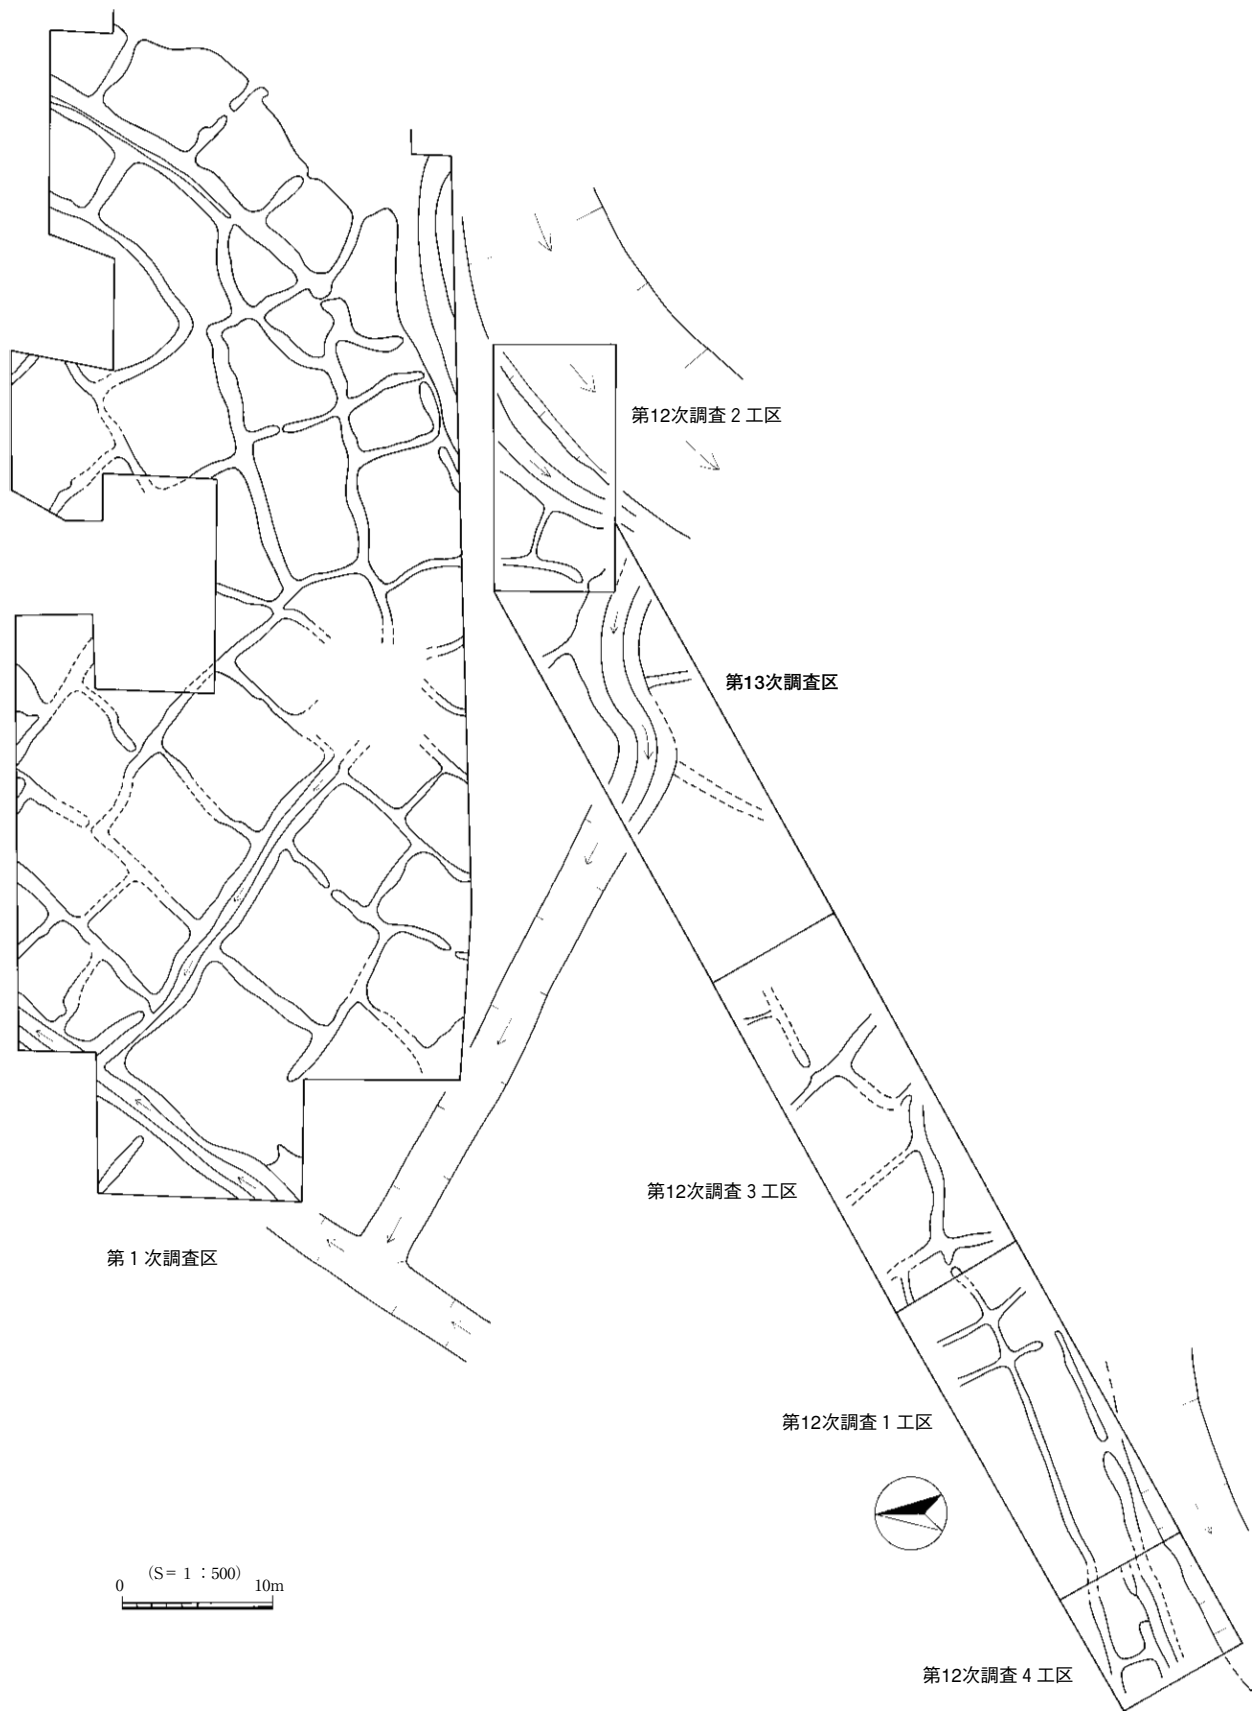 第12次調査 2 工区
第13次調査区
第12次調査 3 工区
第 1 次調査区
第12次調査 1 工区
(S= 1 : 500)
0 10m
第12次調査 4 工区